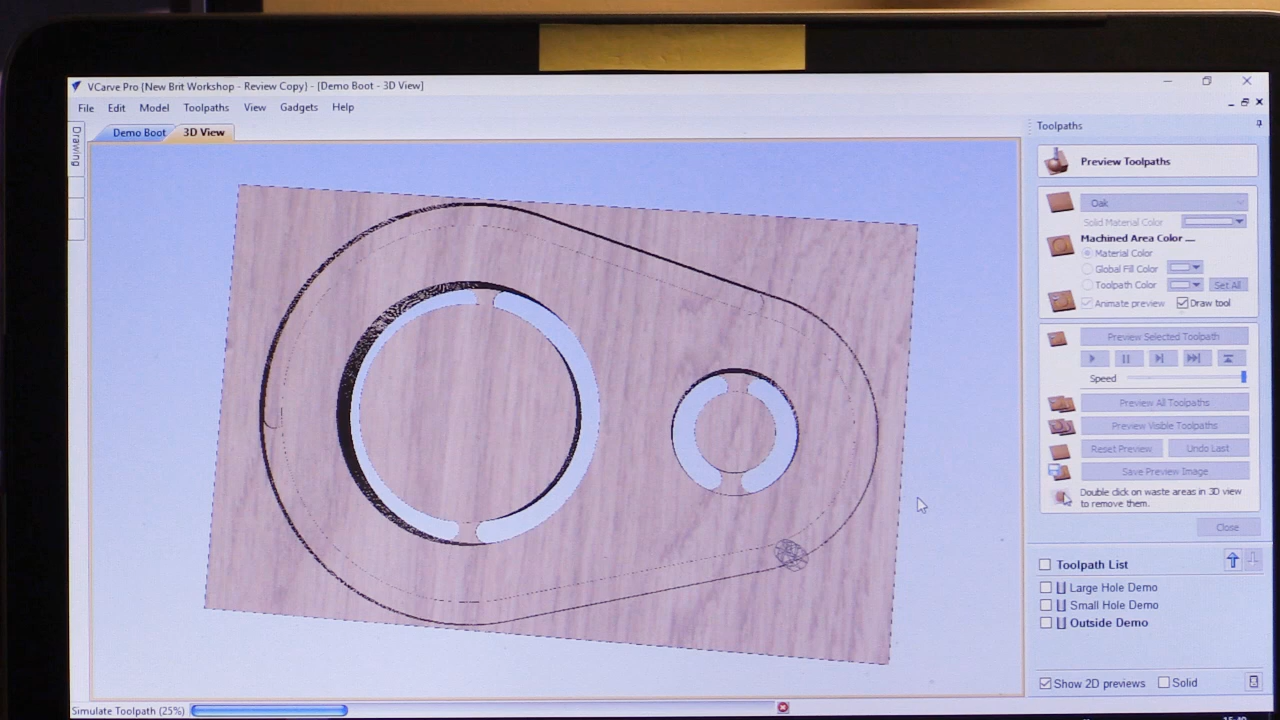 VCarve Pro {New Brit Workshop - Review Copy} - [Demo Boot - 3D View]
File Edit Model Toolpaths View Gadgets Help
Drawing
Demo Boot 3D View
Toolpaths
Preview Toolpaths
Oak
Solid Material Color
Machined Area Color ....
Material Color
Global Fill Color
Toolpath Color Set All
Animate preview Draw tool
Preview Selected Toolpath
Speed
Preview All Toolpaths
Preview Visible Toolpaths
Reset Preview Undo Last
Save Preview Image
Double click on waste areas in 3D view
to remove them.
Close
Toolpath List
Large Hole Demo
Small Hole Demo
Outside Demo
Show 2D previews Solid
Simulate Toolpath (25%)